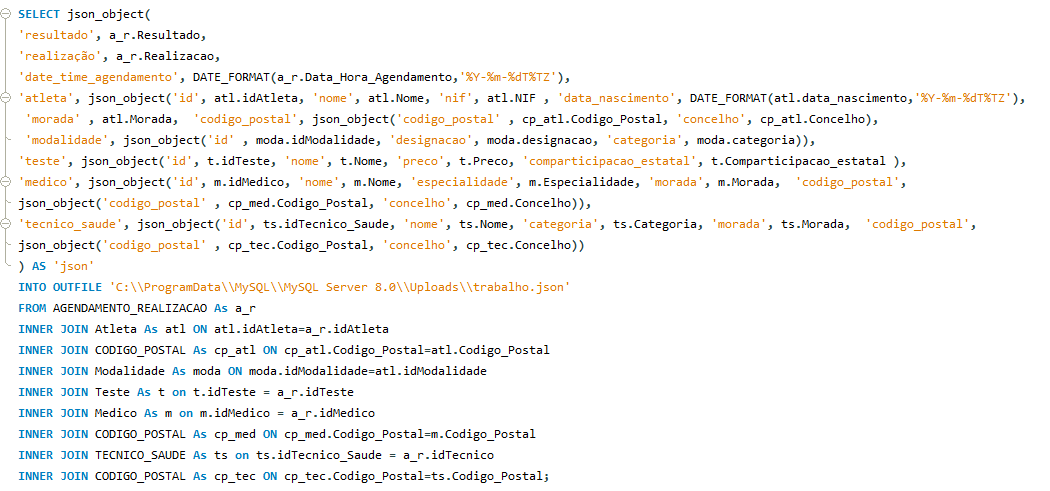 SELECT json_object(
'resultado', a_r.Resultado,
'realização', a_r.Realizacao,
'date_time_agendamento', DATE_FORMAT(a_r.Data_Hora_Agendamento,'%Y-%m-%dT%TZ'),
'atleta', json_object('id', atl.idAtleta, 'nome', atl.Nome, 'nif', atl.NIF , 'data_nascimento', DATE_FORMAT(atl.data_nascimento,'%Y-%m-%dT%TZ'),
'morada' , atl.Morada, 'codigo_postal', json_object('codigo_postal' , cp_atl.Codigo_Postal, 'concelho', cp_atl.Concelho),
'modalidade', json_object('id' , moda.idModalidade, 'designacao', moda.designacao, 'categoria', moda.categoria)),
'teste', json_object('id', t.idTeste, 'nome', t.Nome, 'preco', t.Preco, 'comparticipacao_estatal', t.Comparticipacao_estatal ),
'medico', json_object('id', m.idMedico, 'nome', m.Nome, 'especialidade', m.Especialidade, 'morada', m.Morada, 'codigo_postal',
json_object('codigo_postal' , cp_med.Codigo_Postal, 'concelho', cp_med.Concelho)),
'tecnico_saude', json_object('id', ts.idTecnico_Saude, 'nome', ts.Nome, 'categoria', ts.Categoria, 'morada', ts.Morada, 'codigo_postal',
json_object('codigo_postal' , cp_tec.Codigo_Postal, 'concelho', cp_tec.Concelho))
) AS 'json'
INTO OUTFILE 'C:\\ProgramData\\MySQL\\MySQL Server 8.0\\Uploads\\trabalho.json'
FROM AGENDAMENTO_REALIZACAO As a_r
INNER JOIN Atleta As atl ON atl.idAtleta=a_r.idAtleta
INNER JOIN CODIGO_POSTAL As cp_atl ON cp_atl.Codigo_Postal=atl.Codigo_Postal
INNER JOIN Modalidade As moda ON moda.idModalidade=atl.idModalidade
INNER JOIN Teste As t on t.idTeste = a_r.idTeste
INNER JOIN Medico As m on m.idMedico = a_r.idMedico
INNER JOIN CODIGO_POSTAL As cp_med ON cp_med.Codigo_Postal=m.Codigo_Postal
INNER JOIN TECNICO_SAUDE As ts on ts.idTecnico_Saude = a_r.idTecnico
INNER JOIN CODIGO_POSTAL As cp_tec ON cp_tec.Codigo_Postal=ts.Codigo_Postal;